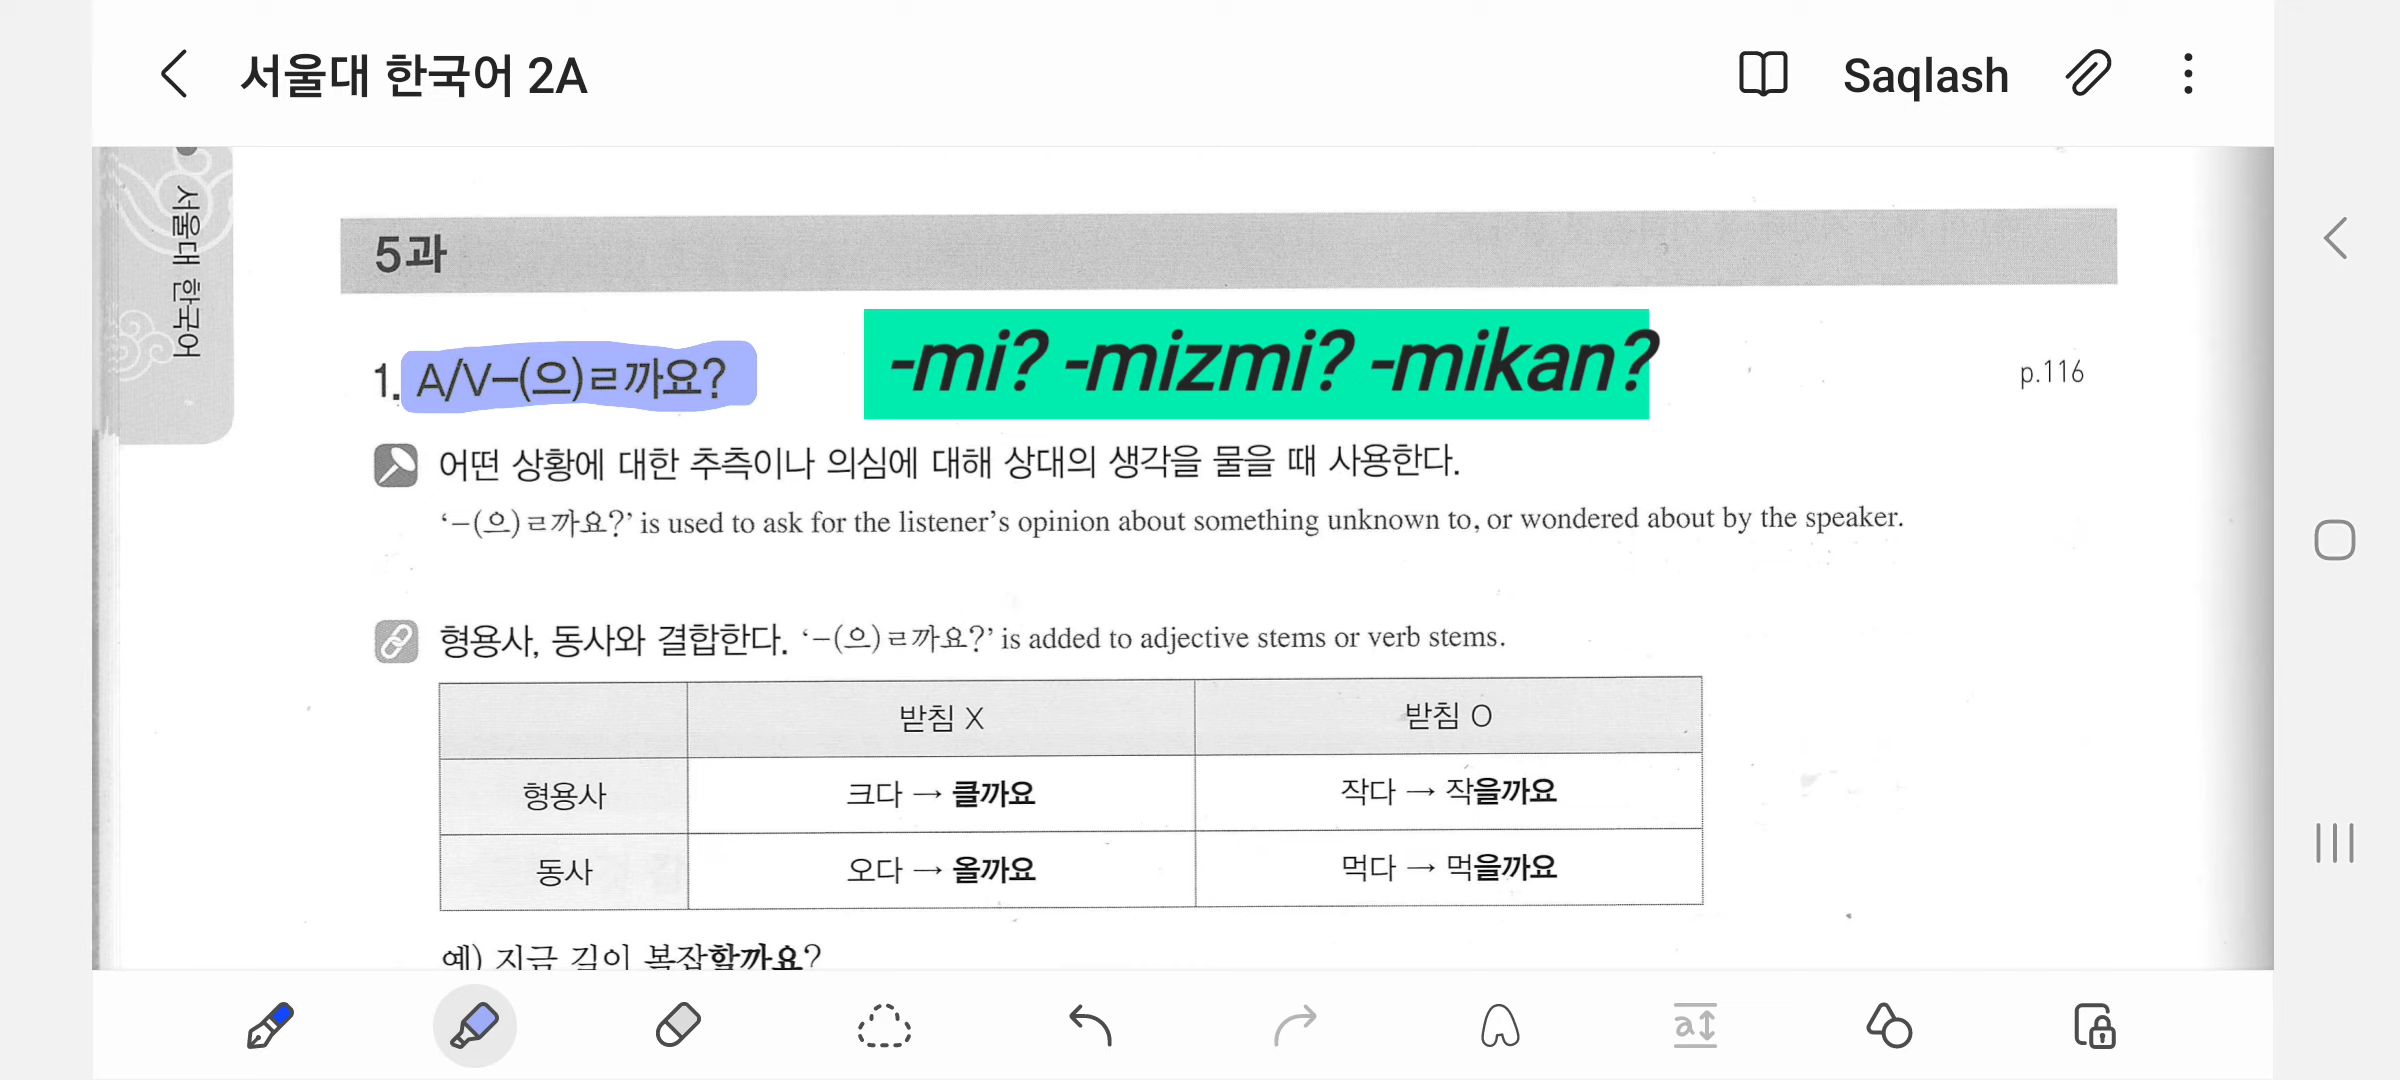 서울대 한국어 2A
Saqlash
서울대 한국어
5과
1. A/V-(으)ㄹ까요?
-mi? -mizmi? -mikan?
p.116
어떤 상황에 대한 추측이나 의심에 대해 상대의 생각을 물을 때 사용한다.
‘-(으)ㄹ까요?’ is used to ask for the listener’s opinion about something unknown to, or wondered about by the speaker.
형용사, 동사와 결합한다. ‘-(으)ㄹ까요?’ is added to adjective stems or verb stems.
받침 X 받침 O
형용사 크다 → 클까요 작다 → 작을까요
동사 오다 → 올까요 먹다 → 먹을까요
예) 지금 길이 복잡할까요?